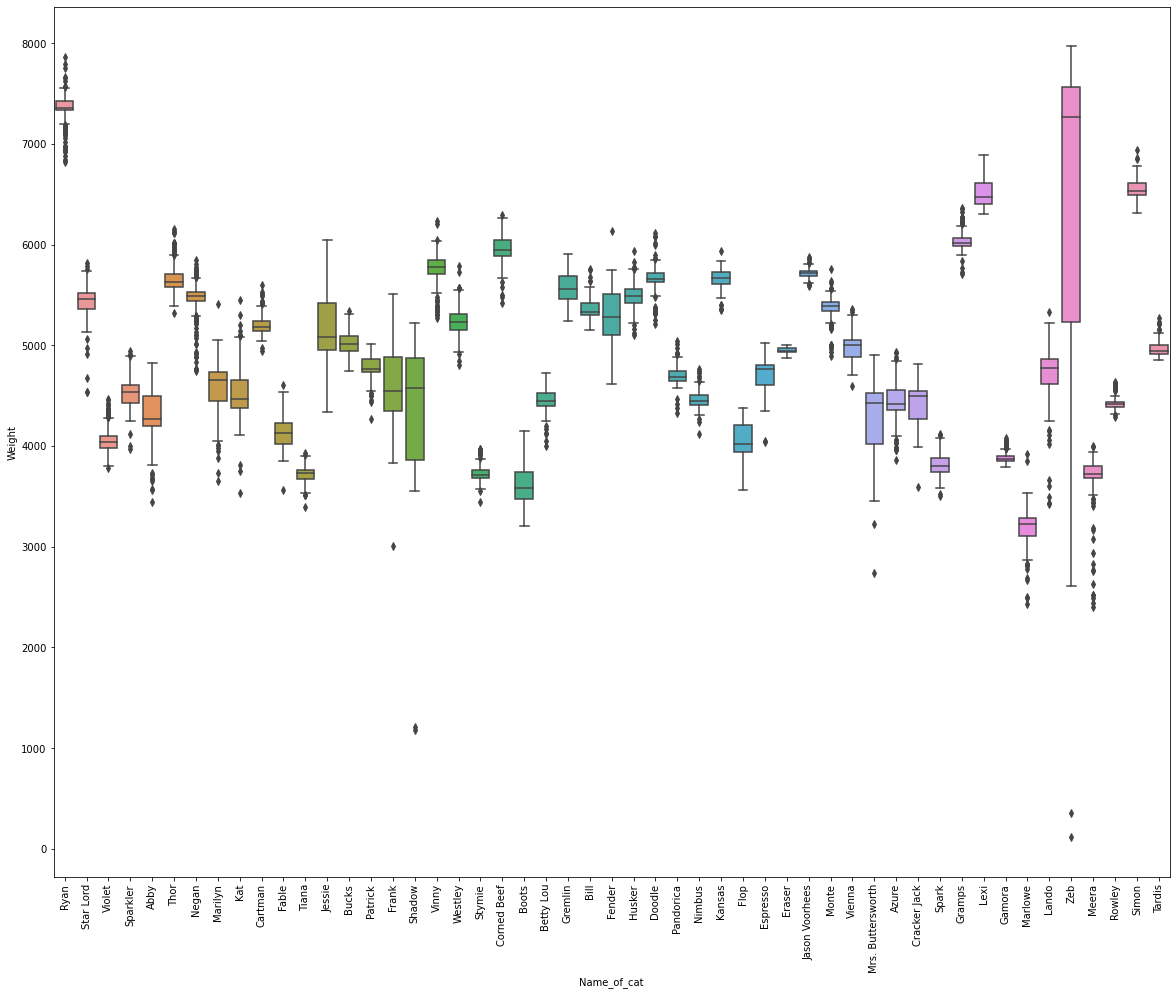 8000
7000
6000
5000
4000
3000
2000
1000
0
Weight
Ryan
Star Lord
Violet
Sparkler
Abby
Thor
Negan
Marilyn
Kat
Cartman
Fable
Tiana
Jessie
Bucks
Patrick
Frank
Shadow
Vinny
Westley
Stymie
Corned Beef
Boots
Betty Lou
Gremlin
Bill
Fender
Husker
Doodle
Pandorica
Nimbus
Kansas
Flop
Espresso
Eraser
Jason Voorhees
Monte
Vienna
Mrs. Buttersworth
Azure
Cracker Jack
Spark
Gramps
Lexi
Gamora
Marlowe
Lando
Zeb
Meera
Rowley
Simon
Tardis
Name_of_cat